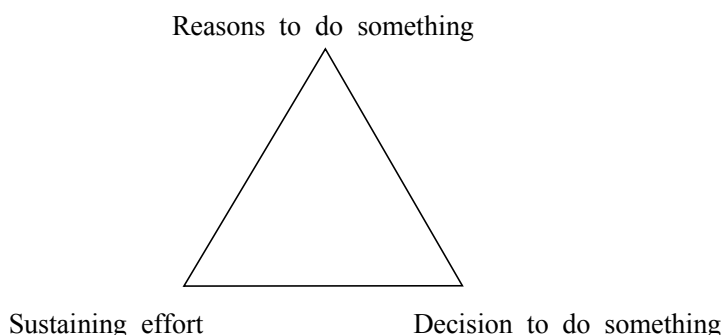 Reasons to do something
Sustaining effort
Decision to do something